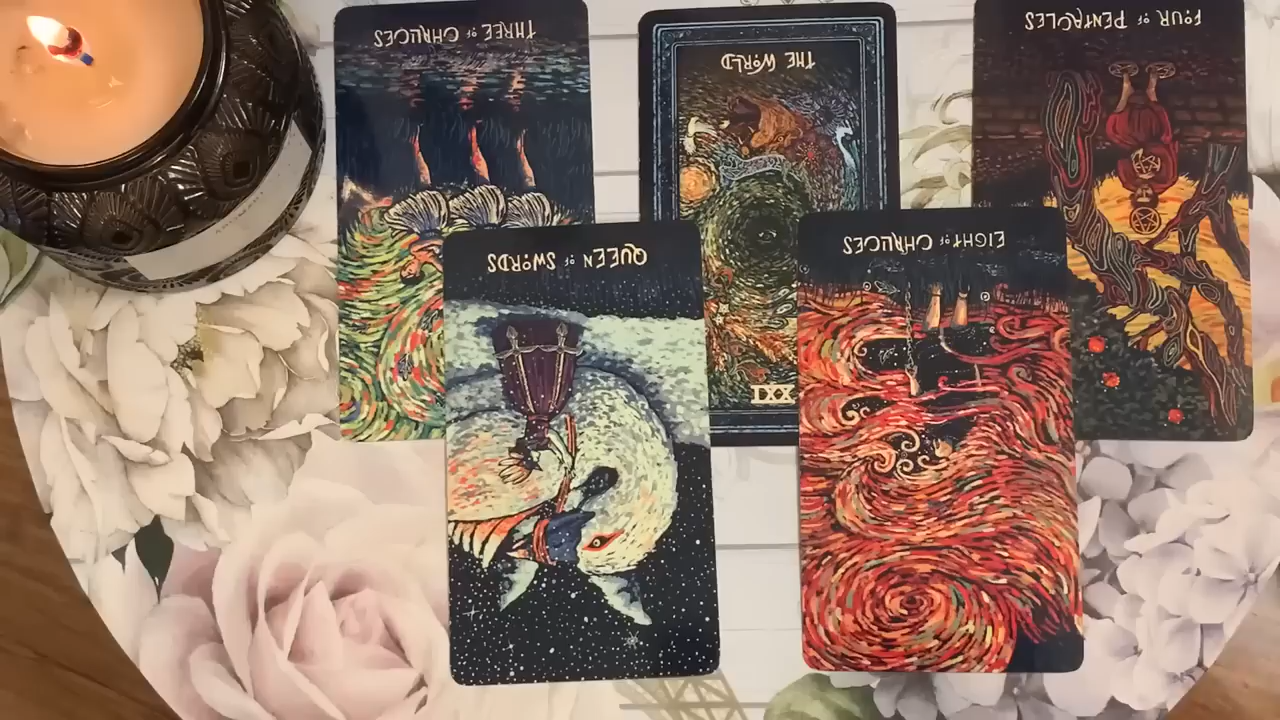 THREE OF CHALICES
THE WORLD
FOUR OF PENTACLES
QUEEN OF SWORDS
EIGHT OF CHALICES
XXI